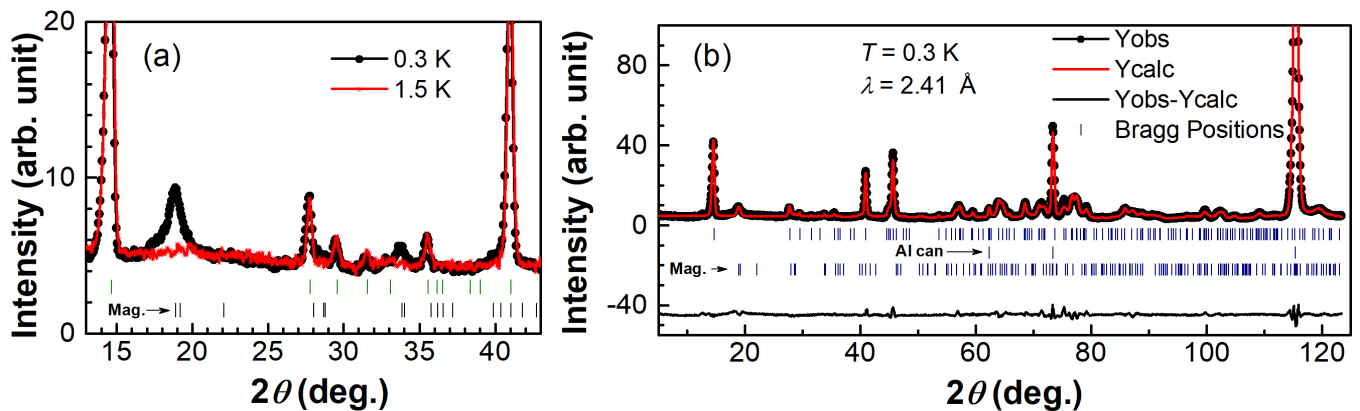 (a)
0.3 K
1.5 K
Mag.
20
10
0
15 20 25 30 35 40
2θ (deg.)
Intensity (arb. unit)
(b)
T = 0.3 K
λ = 2.41 Å
Yobs
Ycalc
Yobs-Ycalc
Bragg Positions
Al can
Mag.
80
40
0
-40
20 40 60 80 100 120
2θ (deg.)
Intensity (arb. unit)